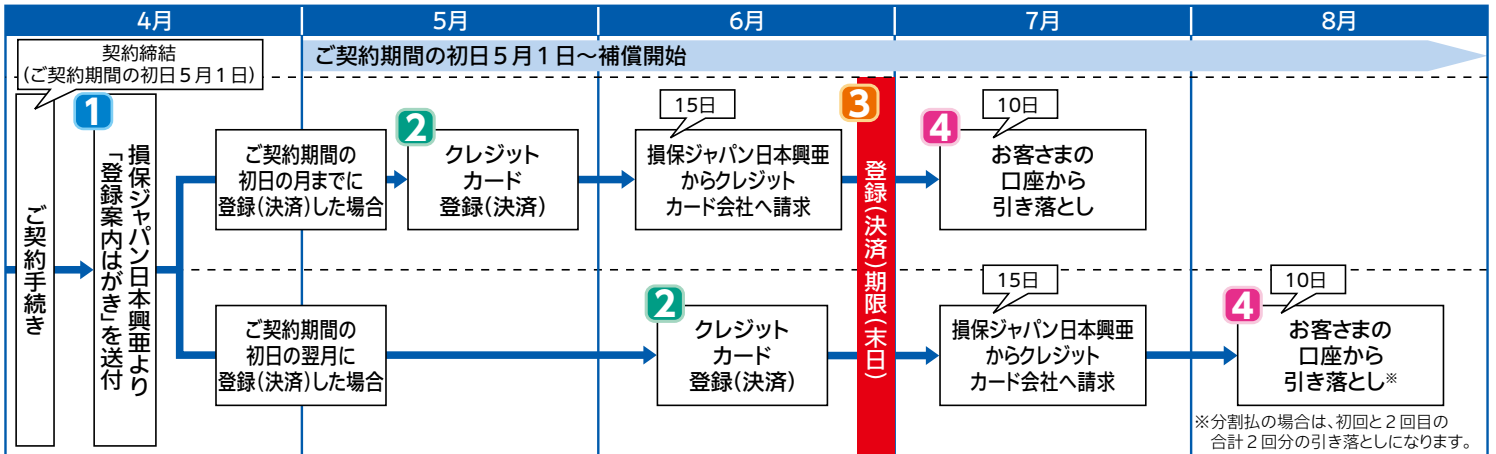 4月
5月
6月
7月
8月
契約締結
(ご契約期間の初日5月1日)
ご契約期間の初日5月1日～補償開始
ご契約手続き
1
損保ジャパン日本興亜より
「登録案内はがき」を送付
ご契約期間の
初日の月までに
登録(決済)した場合
2
クレジット
カード
登録(決済)
15日
損保ジャパン日本興亜
からクレジット
カード会社へ請求
3
登録(決済)期限(末日)
4
10日
お客さまの
口座から
引き落とし
ご契約期間の
初日の翌月に
登録(決済)した場合
2
クレジット
カード
登録(決済)
15日
損保ジャパン日本興亜
からクレジット
カード会社へ請求
4
10日
お客さまの
口座から
引き落とし※
※分割払の場合は、初回と2回目の
合計2回分の引き落としになります。